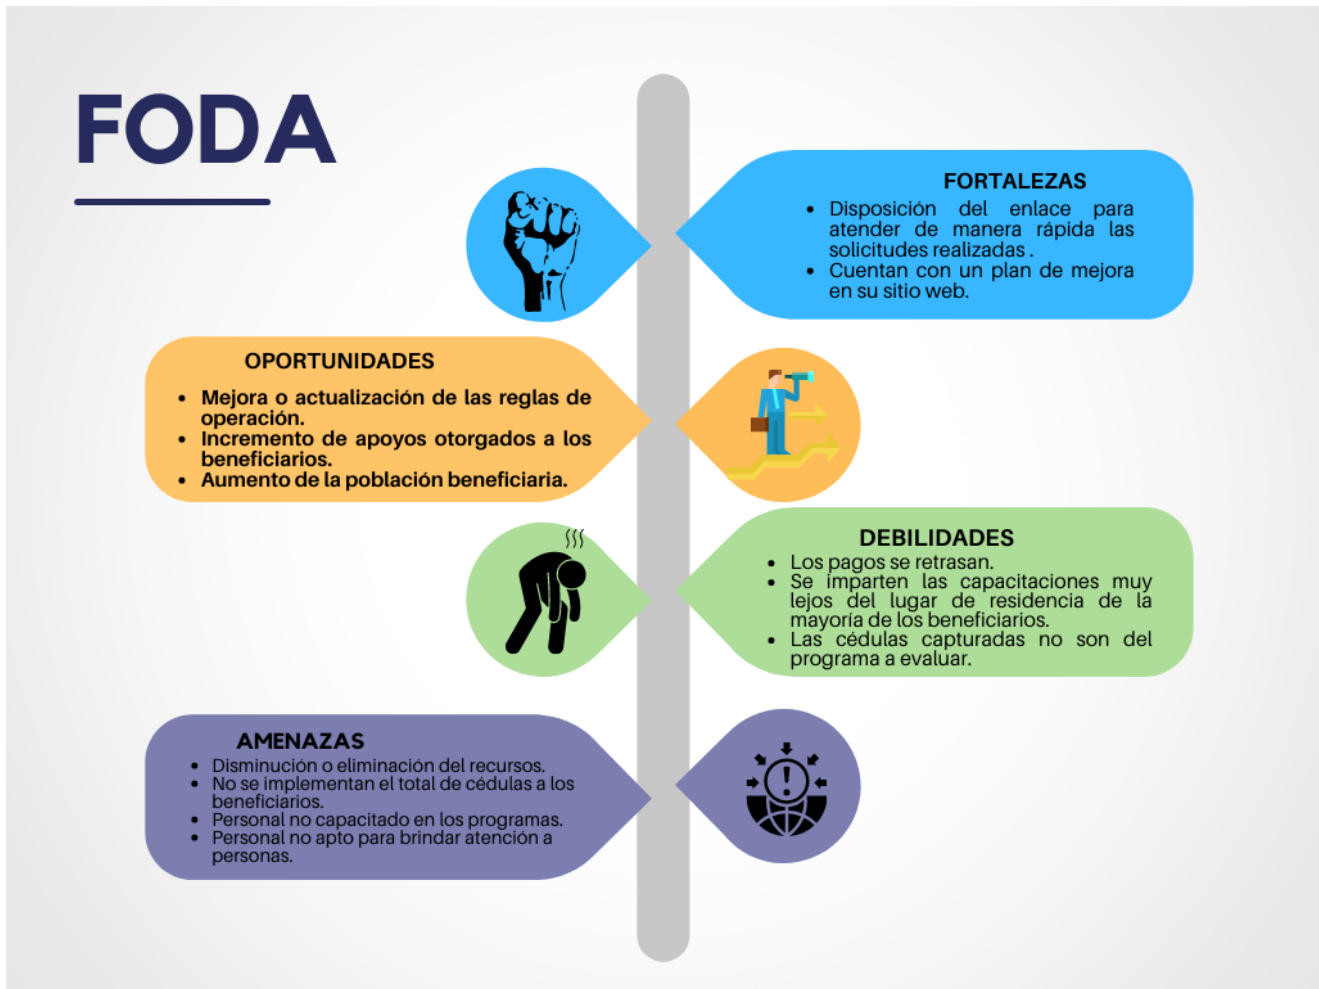 FODA
FORTALEZAS
• Disposición del enlace para
atender de manera rápida las
solicitudes realizadas .
• Cuentan con un plan de mejora
en su sitio web.
OPORTUNIDADES
• Mejora o actualización de las reglas de
operación.
• Incremento de apoyos otorgados a los
beneficiarios.
• Aumento de la población beneficiaria.
DEBILIDADES
• Los pagos se retrasan.
• Se imparten las capacitaciones muy
lejos del lugar de residencia de la
mayoría de los beneficiarios.
• Las cédulas capturadas no son del
programa a evaluar.
AMENAZAS
• Disminución o eliminación del recursos.
• No se implementan el total de cédulas a los
beneficiarios.
• Personal no capacitado en los programas.
• Personal no apto para brindar atención a
personas.